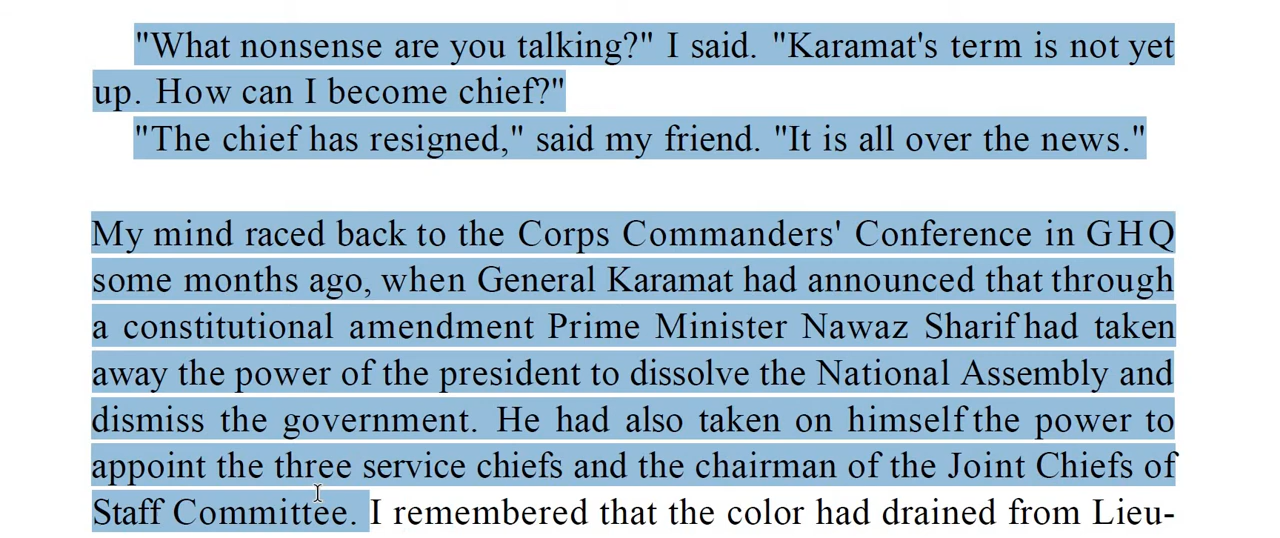 "What nonsense are you talking?" I said. "Karamat's term is not yet
up. How can I become chief?"
"The chief has resigned," said my friend. "It is all over the news."
My mind raced back to the Corps Commanders' Conference in GHQ
some months ago, when General Karamat had announced that through
a constitutional amendment Prime Minister Nawaz Sharif had taken
away the power of the president to dissolve the National Assembly and
dismiss the government. He had also taken on himself the power to
appoint the three service chiefs and the chairman of the Joint Chiefs of
Staff Committee. I remembered that the color had drained from Lieu-